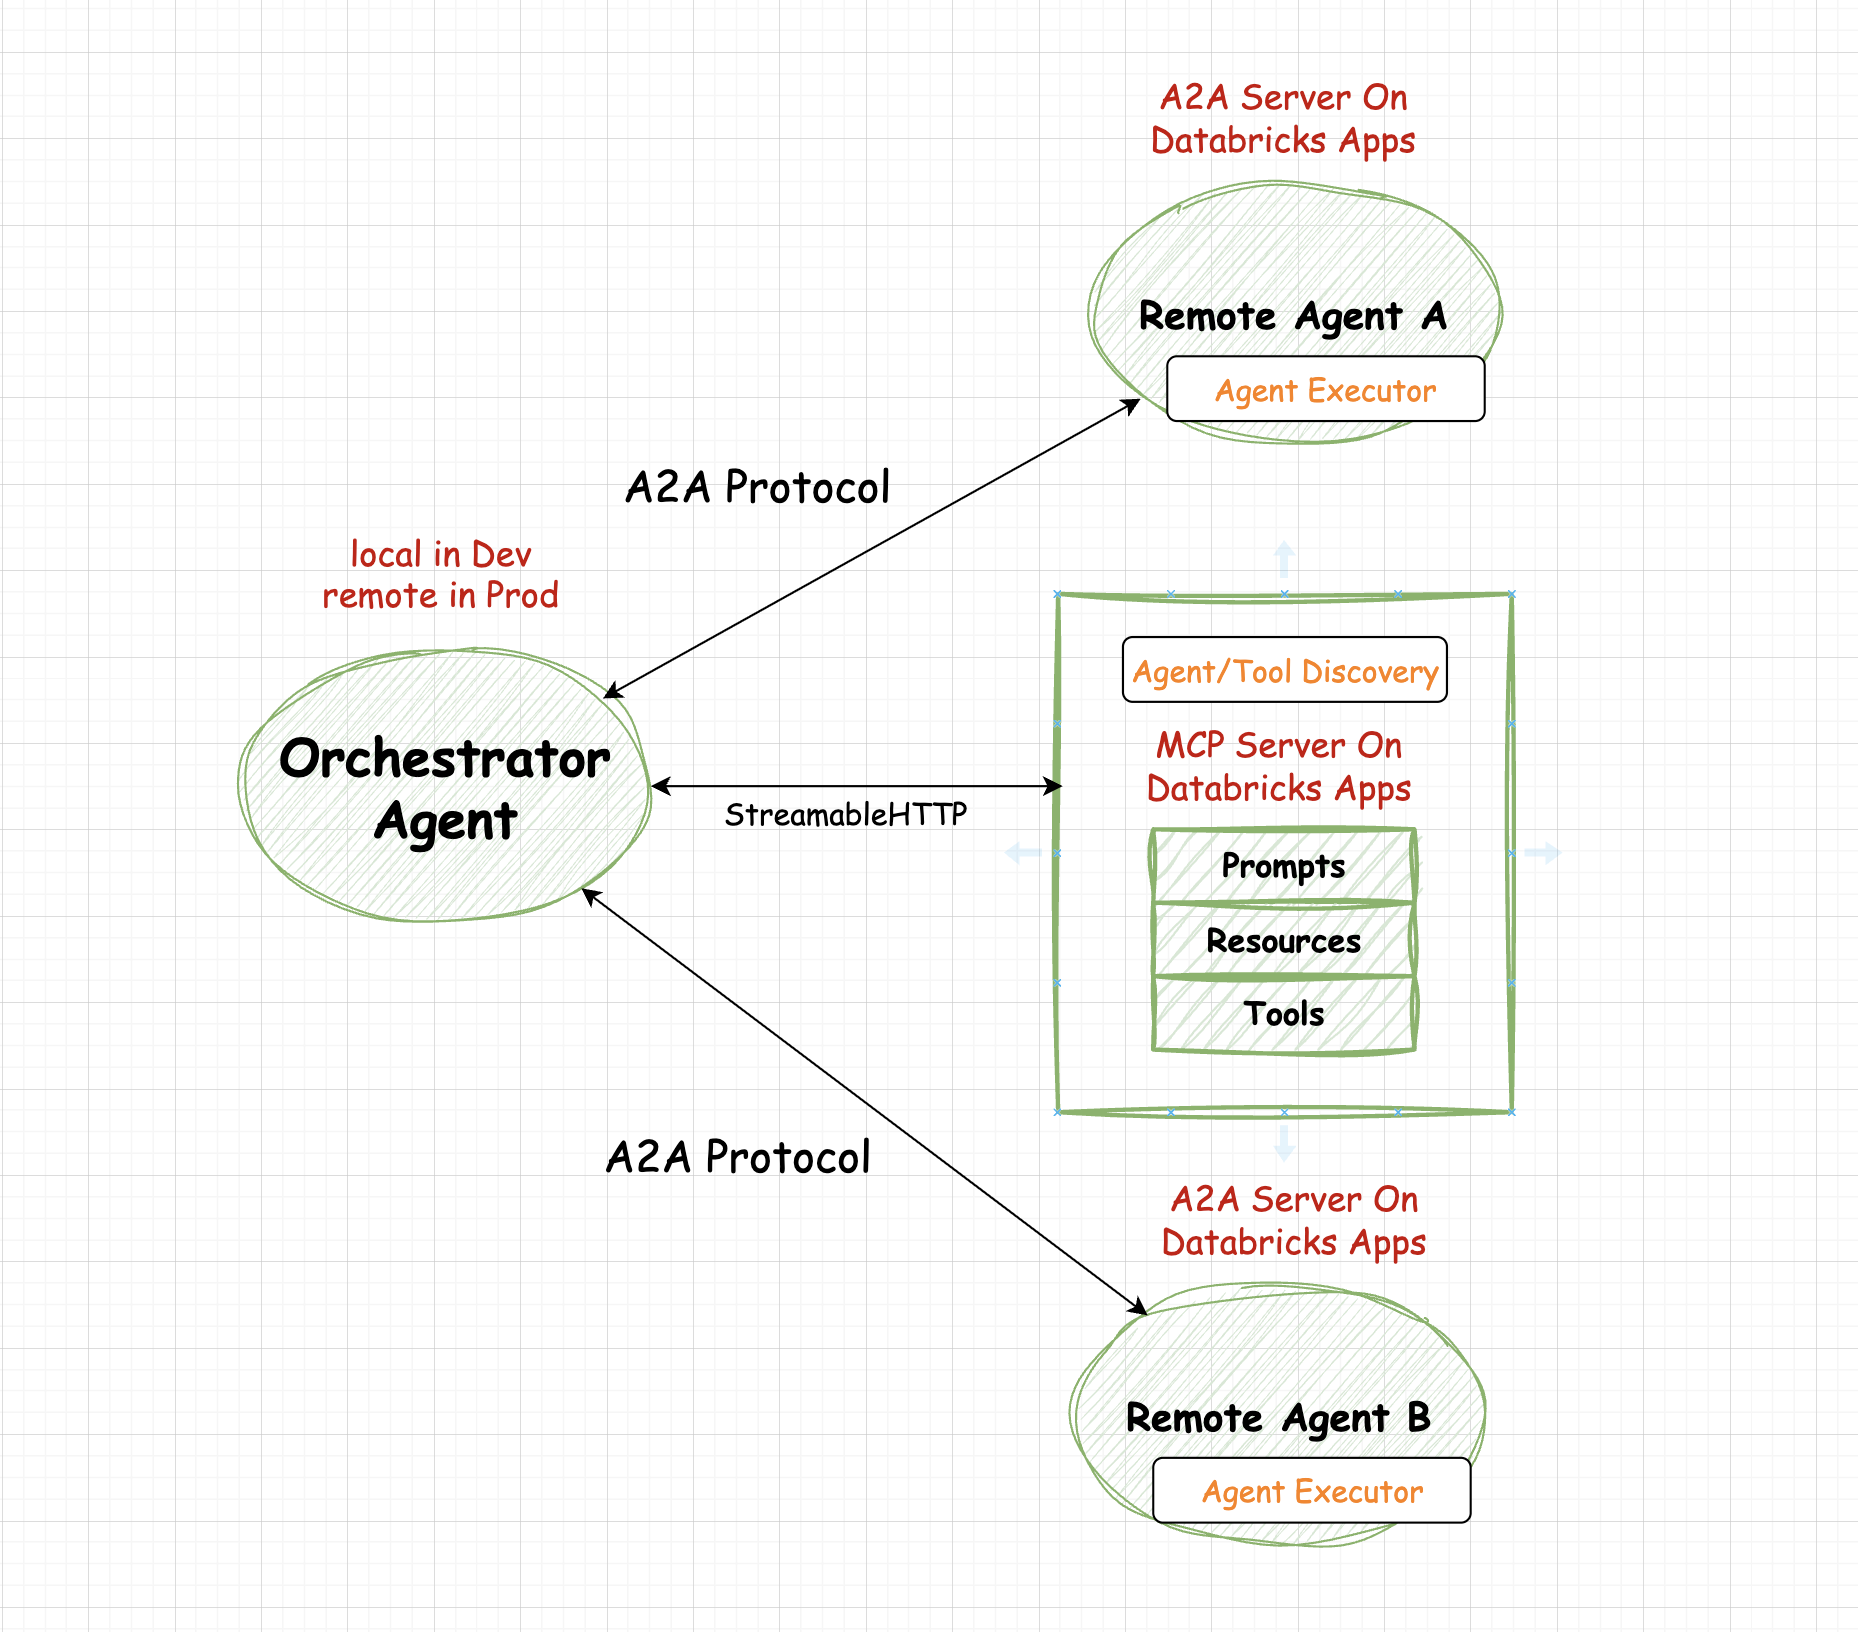 A2A Server On
Databricks Apps
Remote Agent A
Agent Executor
A2A Protocol
local in Dev
remote in Prod
Orchestrator
Agent
StreamableHTTP
Agent/Tool Discovery
MCP Server On
Databricks Apps
Prompts
Resources
Tools
A2A Protocol
A2A Server On
Databricks Apps
Remote Agent B
Agent Executor